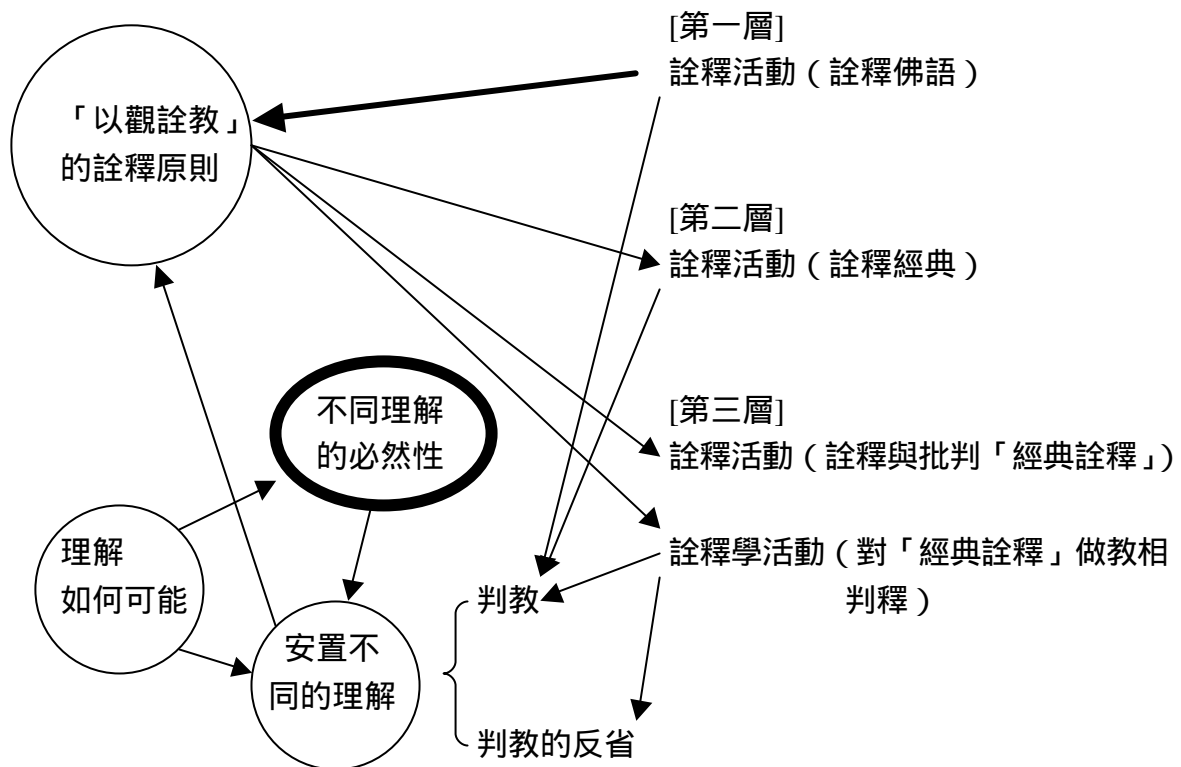 [第一層]
詮釋活動（詮釋佛語）
「以觀詮教」
的詮釋原則
[第二層]
詮釋活動（詮釋經典）
不同理解
的必然性
[第三層]
詮釋活動（詮釋與批判「經典詮釋」）
理解
如何可能
詮釋學活動（對「經典詮釋」做教相
判釋）
判教
安置不
同的理解
判教的反省